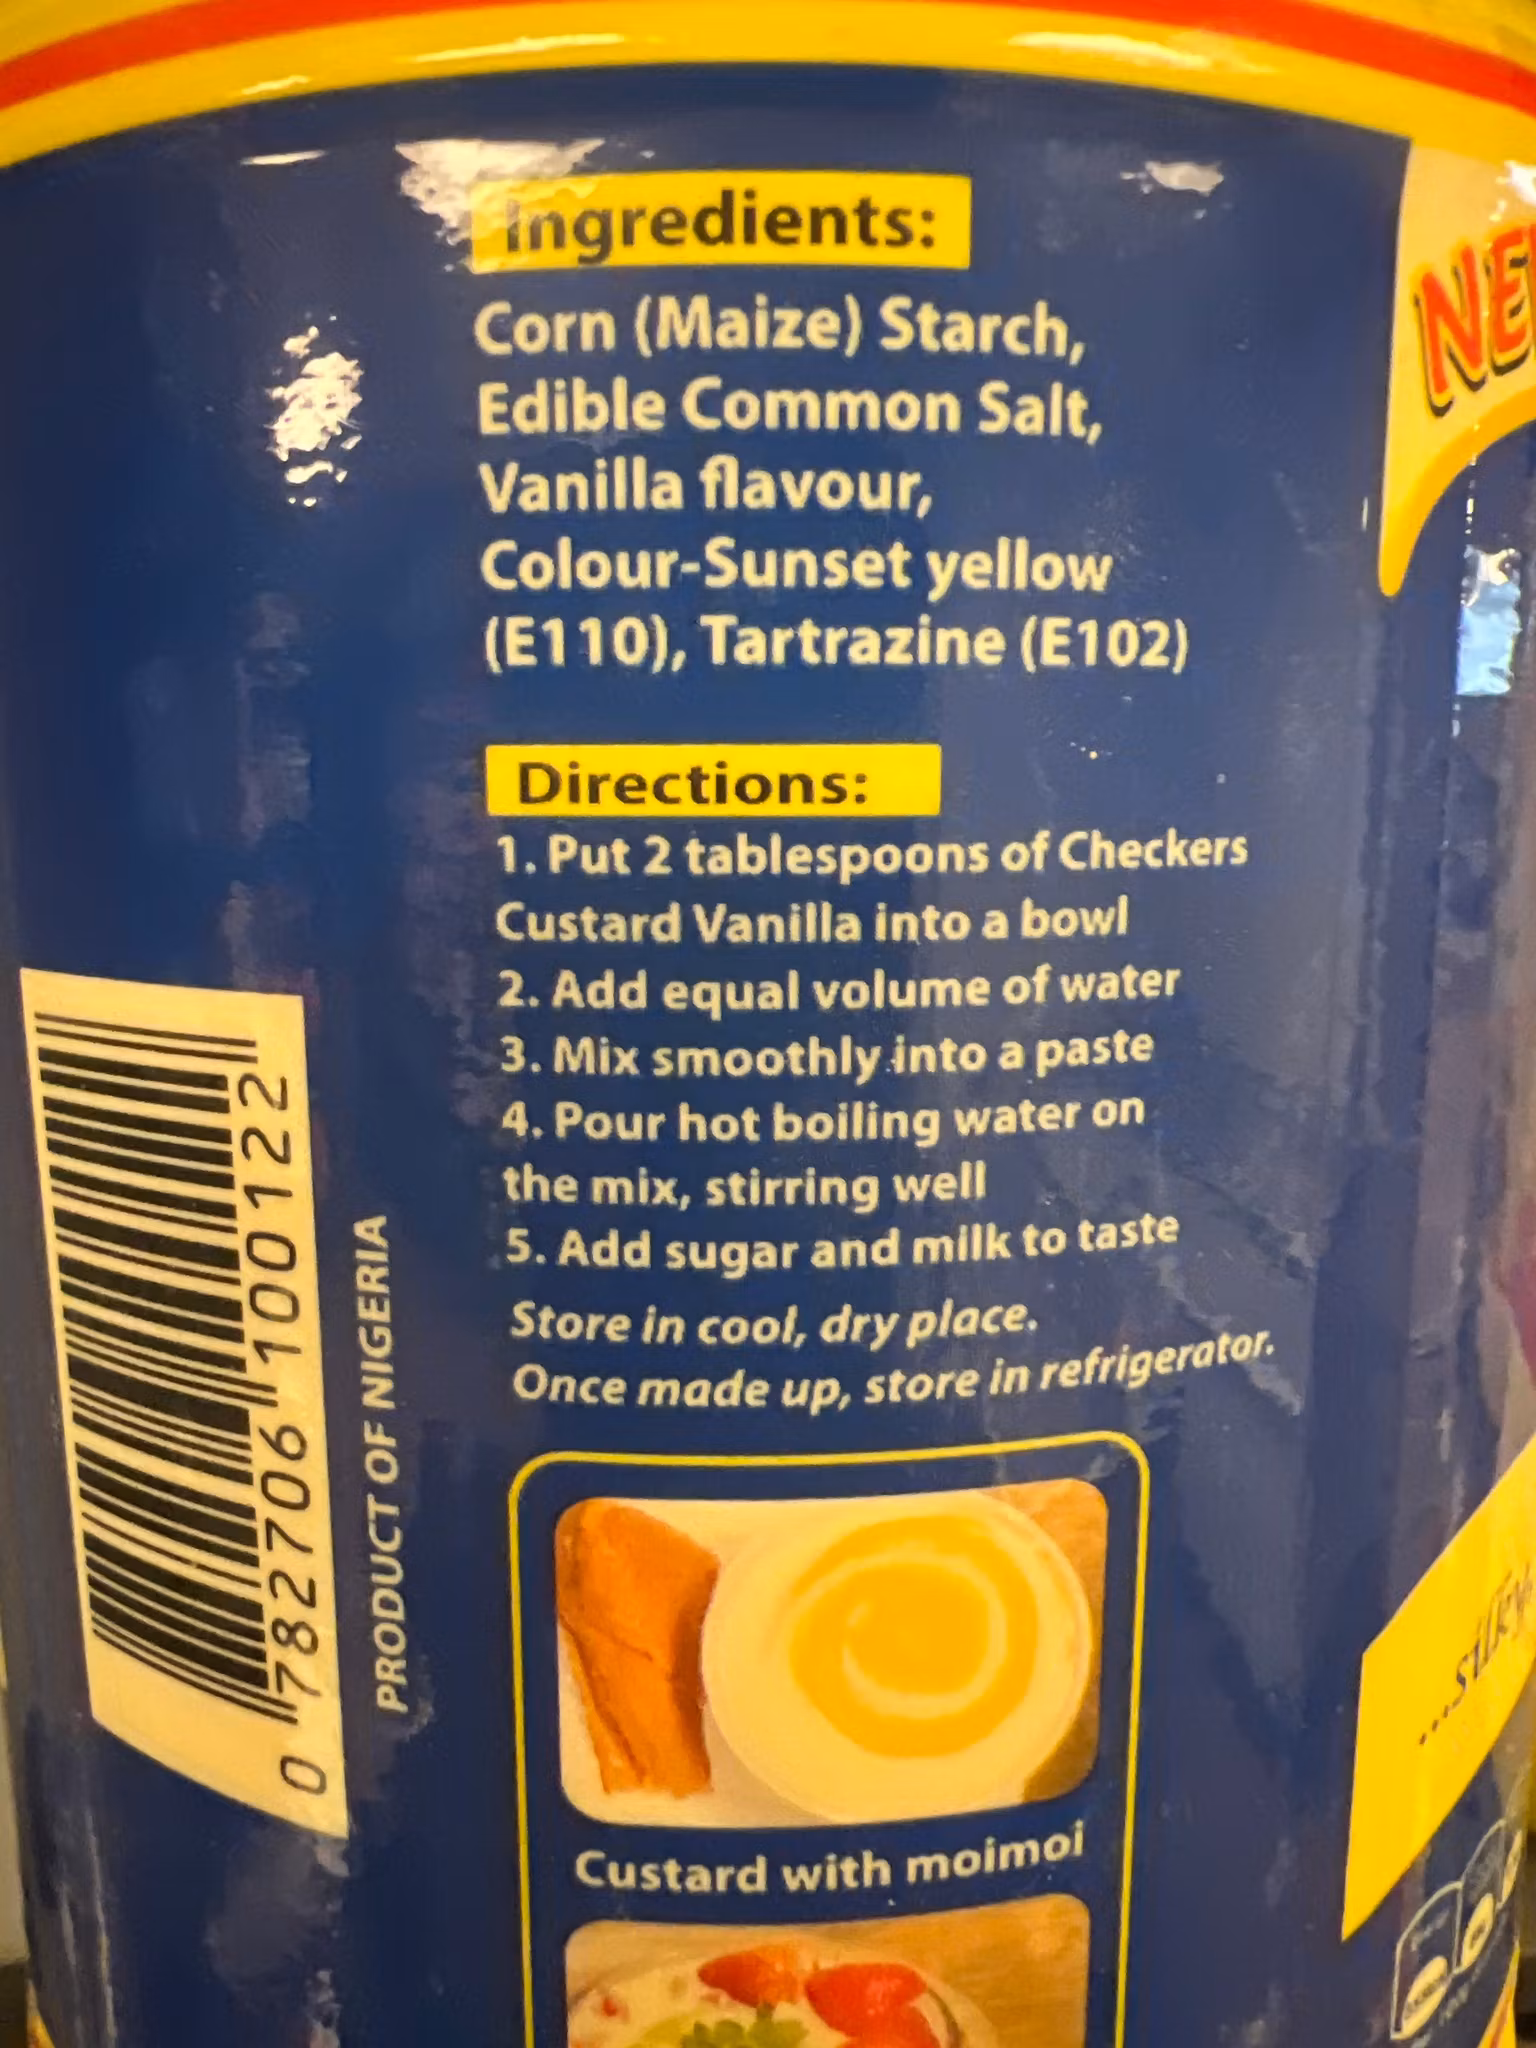 Ingredients:
Corn (Maize) Starch,
Edible Common Salt,
Vanilla flavour,
Colour-Sunset yellow
(E110), Tartrazine (E102)
Directions:
1. Put 2 tablespoons of Checkers
Custard Vanilla into a bowl
2. Add equal volume of water
3. Mix smoothly into a paste
4. Pour hot boiling water on
the mix, stirring well
5. Add sugar and milk to taste
Store in cool, dry place.
Once made up, store in refrigerator.
Custard with moimoi
0 782706 100122
PRODUCT OF NIGERIA
NE
...silky